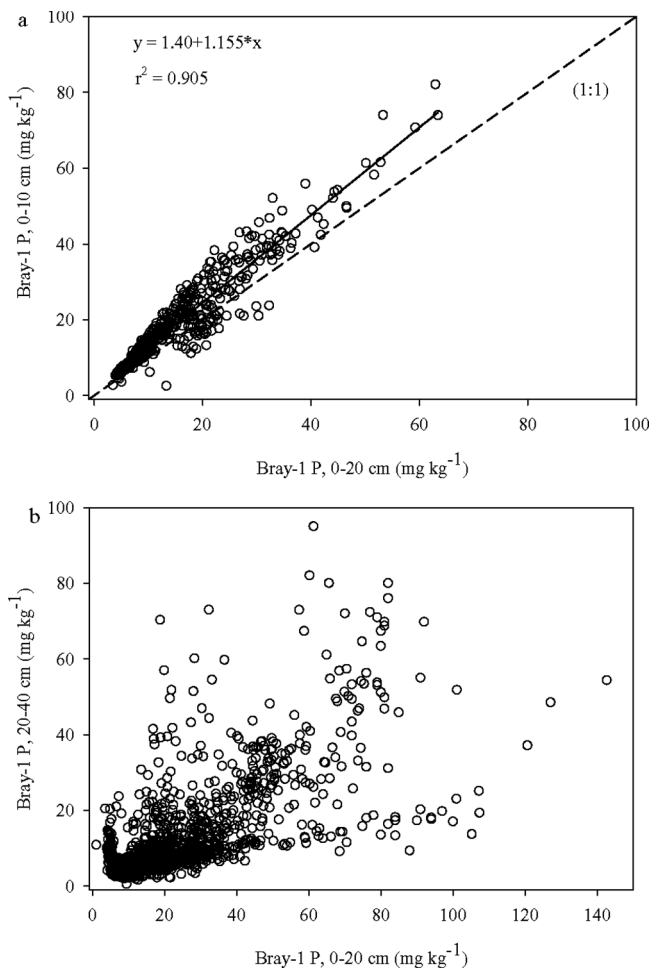 a
100
y = 1.40+1.155*x
r² = 0.905
(1:1)
80
60
40
20
0
Bray-1 P, 0-10 cm (mg kg⁻¹)
0 20 40 60 80 100
Bray-1 P, 0-20 cm (mg kg⁻¹)
b
100
80
60
40
20
0
Bray-1 P, 20-40 cm (mg kg⁻¹)
0 20 40 60 80 100 120 140
Bray-1 P, 0-20 cm (mg kg⁻¹)